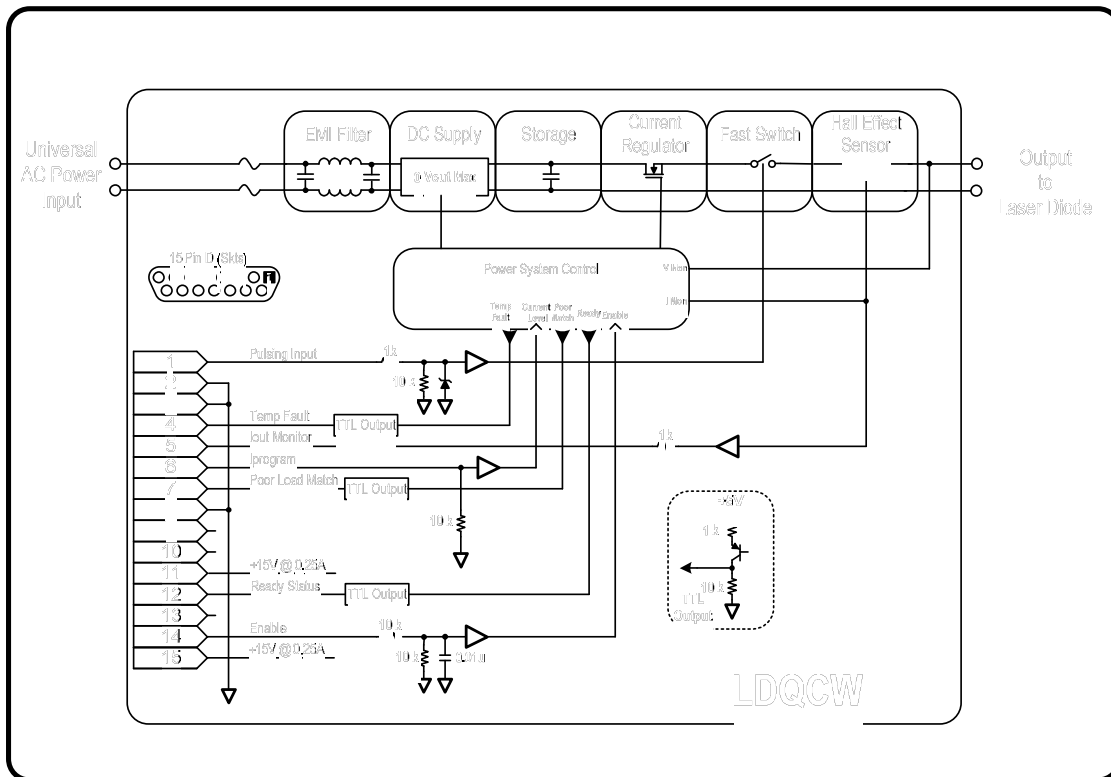 EMI Filter
DC Supply
Storage
Current
Regulator
Fast Switch
Hall Effect
Sensor
Universal
AC Power
Input
Output
to
Laser Diode
Vout Max
15 Pin D (Skts)
Power System Control
V Mon
I Mon
Temp
Fault
Current
Level
Poor
Match
Ready
Enable
1 Pulsing Input 1k
10 k
2
4 Temp Fault TTL Output
5 Iout Monitor 1k
6 Iprogram
7 Poor Load Match TTL Output
10 k
10
11 +15V @ 0.25A
12 Ready Status TTL Output
13
14 Enable 10 k
10 k
15 +15V @ 0.25A
1 k
10 k
TTL
Output
LDQCW